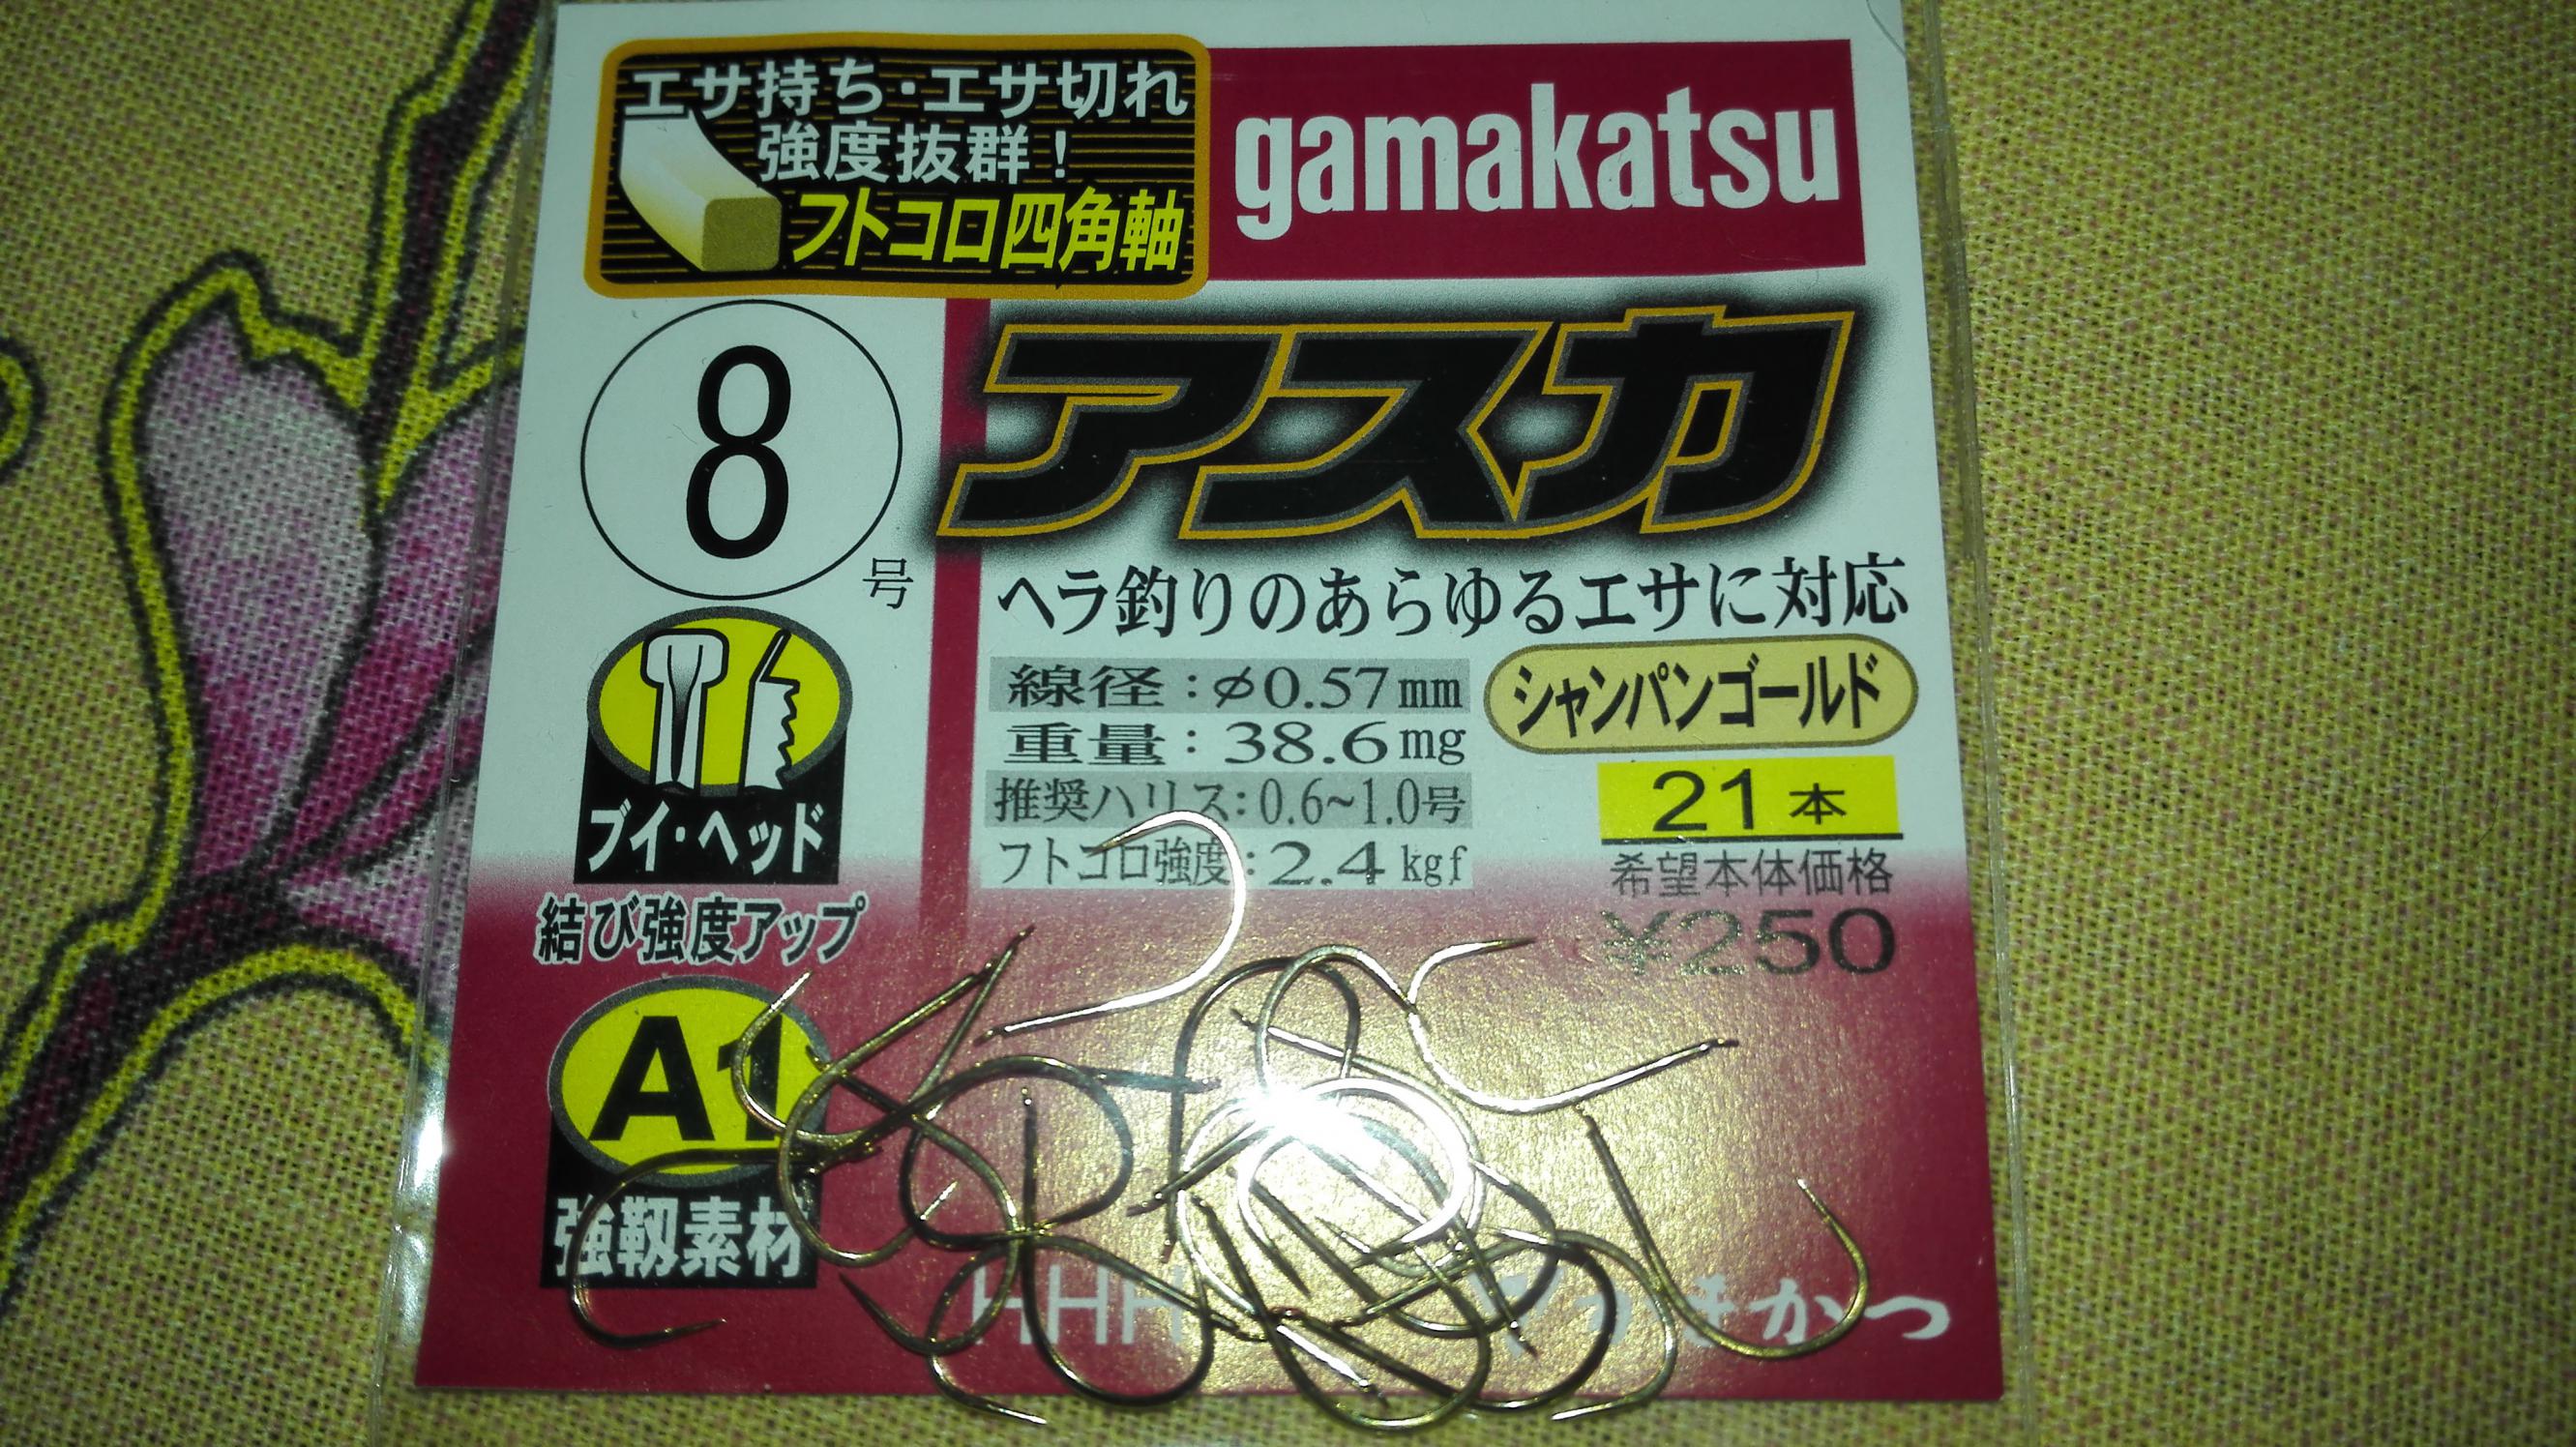 エサ持ち・エサ切れ
強度抜群!
フトコロ四角軸
gamakatsu
8号
アスカ
ヘラ釣りのあらゆるエサに対応
線径:φ0.57mm
シャンパンゴールド
重量:38.6mg
推奨ハリス:0.6~1.0号
21本
フトコロ強度:2.4kgf
希望本体価格
¥250
ブイ・ヘッド
結び強度アップ
A1
強靱素材